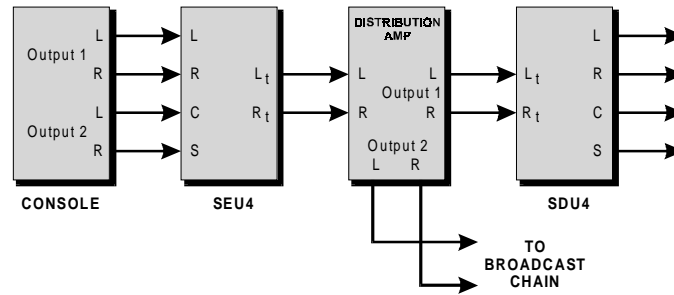 DISTRIBUTION
AMP
L
Output 1
R
L
Output 2
R
CONSOLE
L
R
C
S
Lt
Rt
SEU4
L
R
L
Output 1
R
Output 2
L R
Lt
Rt
L
R
C
S
SDU4
TO
BROADCAST
CHAIN